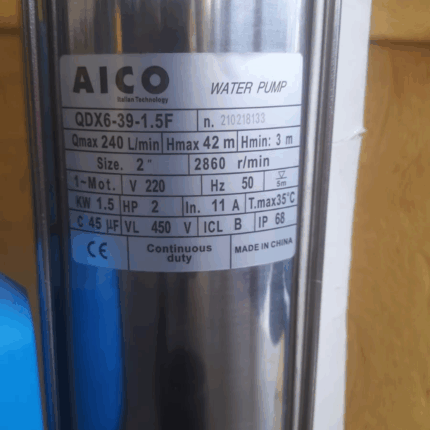 AICO
Italian Technology
WATER PUMP
QDX6-39-1.5F n. 210218133
Qmax 240 L/min Hmax 42 m Hmin: 3 m
Size. 2" 2860 r/min
1~Mot. V 220 Hz 50 5m
KW 1.5 HP 2 In. 11 A T.max35°C
C 45 µF VL 450 V ICL B IP 68
CE Continuous duty MADE IN CHINA